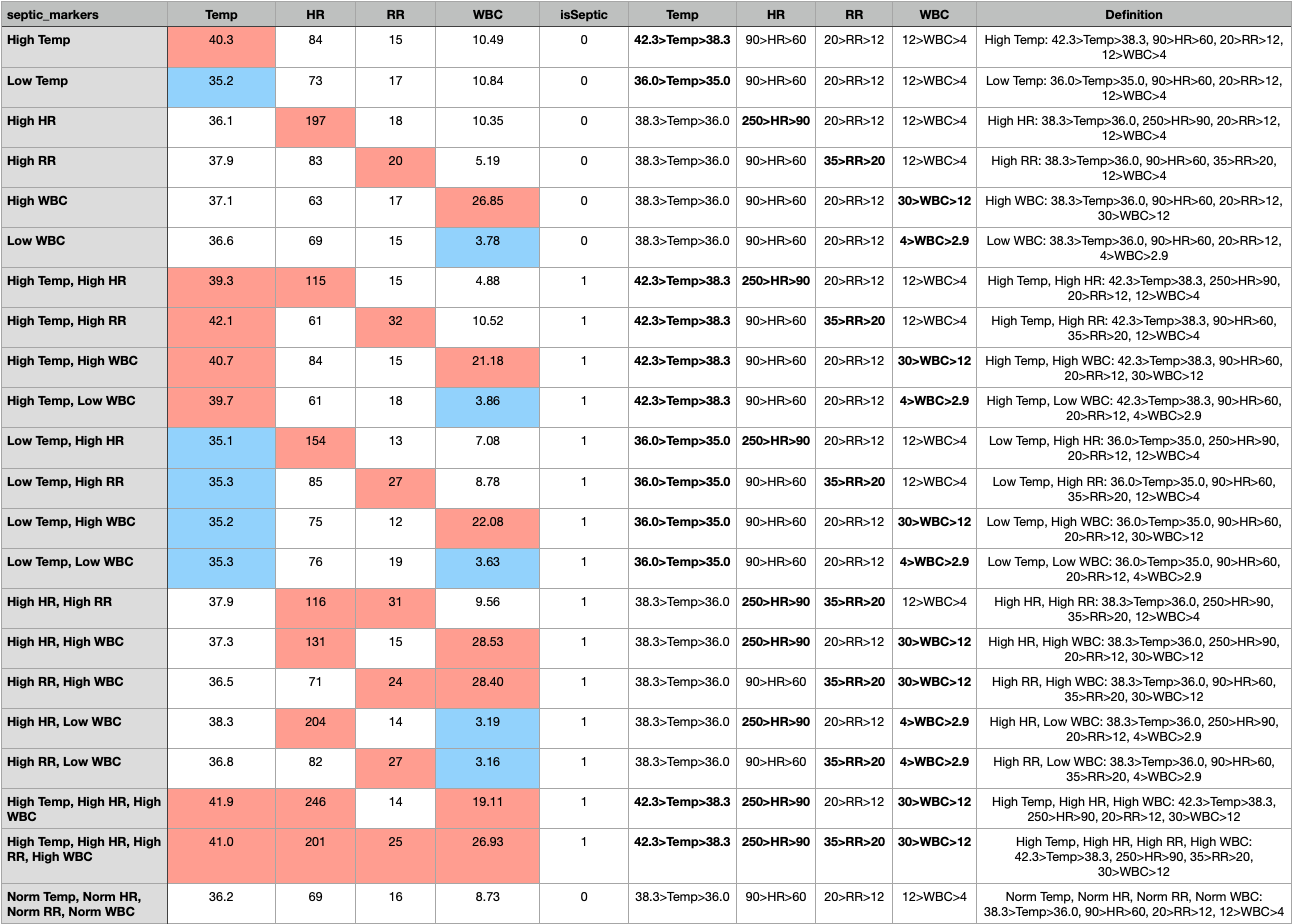 septic_markers Temp HR RR WBC isSeptic Temp HR RR WBC Definition
High Temp 40.3 84 15 10.49 0 42.3>Temp>38.3 90>HR>60 20>RR>12 12>WBC>4 High Temp: 42.3>Temp>38.3, 90>HR>60, 20>RR>12,
12>WBC>4
Low Temp 35.2 73 17 10.84 0 36.0>Temp>35.0 90>HR>60 20>RR>12 12>WBC>4 Low Temp: 36.0>Temp>35.0, 90>HR>60, 20>RR>12,
12>WBC>4
High HR 36.1 197 18 10.35 0 38.3>Temp>36.0 250>HR>90 20>RR>12 12>WBC>4 High HR: 38.3>Temp>36.0, 250>HR>90, 20>RR>12,
12>WBC>4
High RR 37.9 83 20 5.19 0 38.3>Temp>36.0 90>HR>60 35>RR>20 12>WBC>4 High RR: 38.3>Temp>36.0, 90>HR>60, 35>RR>20,
12>WBC>4
High WBC 37.1 63 17 26.85 0 38.3>Temp>36.0 90>HR>60 20>RR>12 30>WBC>12 High WBC: 38.3>Temp>36.0, 90>HR>60, 20>RR>12,
30>WBC>12
Low WBC 36.6 69 15 3.78 0 38.3>Temp>36.0 90>HR>60 20>RR>12 4>WBC>2.9 Low WBC: 38.3>Temp>36.0, 90>HR>60, 20>RR>12,
4>WBC>2.9
High Temp, High HR 39.3 115 15 4.88 1 42.3>Temp>38.3 250>HR>90 20>RR>12 12>WBC>4 High Temp, High HR: 42.3>Temp>38.3, 250>HR>90,
20>RR>12, 12>WBC>4
High Temp, High RR 42.1 61 32 10.52 1 42.3>Temp>38.3 90>HR>60 35>RR>20 12>WBC>4 High Temp, High RR: 42.3>Temp>38.3, 90>HR>60,
35>RR>20, 12>WBC>4
High Temp, High WBC 40.7 84 15 21.18 1 42.3>Temp>38.3 90>HR>60 20>RR>12 30>WBC>12 High Temp, High WBC: 42.3>Temp>38.3, 90>HR>60,
20>RR>12, 30>WBC>12
High Temp, Low WBC 39.7 61 18 3.86 1 42.3>Temp>38.3 90>HR>60 20>RR>12 4>WBC>2.9 High Temp, Low WBC: 42.3>Temp>38.3, 90>HR>60,
20>RR>12, 4>WBC>2.9
Low Temp, High HR 35.1 154 13 7.08 1 36.0>Temp>35.0 250>HR>90 20>RR>12 12>WBC>4 Low Temp, High HR: 36.0>Temp>35.0, 250>HR>90,
20>RR>12, 12>WBC>4
Low Temp, High RR 35.3 85 27 8.78 1 36.0>Temp>35.0 90>HR>60 35>RR>20 12>WBC>4 Low Temp, High RR: 36.0>Temp>35.0, 90>HR>60,
35>RR>20, 12>WBC>4
Low Temp, High WBC 35.2 75 12 22.08 1 36.0>Temp>35.0 90>HR>60 20>RR>12 30>WBC>12 Low Temp, High WBC: 36.0>Temp>35.0, 90>HR>60,
20>RR>12, 30>WBC>12
Low Temp, Low WBC 35.3 76 19 3.63 1 36.0>Temp>35.0 90>HR>60 20>RR>12 4>WBC>2.9 Low Temp, Low WBC: 36.0>Temp>35.0, 90>HR>60,
20>RR>12, 4>WBC>2.9
High HR, High RR 37.9 116 31 9.56 1 38.3>Temp>36.0 250>HR>90 35>RR>20 12>WBC>4 High HR, High RR: 38.3>Temp>36.0, 250>HR>90,
35>RR>20, 12>WBC>4
High HR, High WBC 37.3 131 15 28.53 1 38.3>Temp>36.0 250>HR>90 20>RR>12 30>WBC>12 High HR, High WBC: 38.3>Temp>36.0, 250>HR>90,
20>RR>12, 30>WBC>12
High RR, High WBC 36.5 71 24 28.40 1 38.3>Temp>36.0 90>HR>60 35>RR>20 30>WBC>12 High RR, High WBC: 38.3>Temp>36.0, 90>HR>60,
35>RR>20, 30>WBC>12
High HR, Low WBC 38.3 204 14 3.19 1 38.3>Temp>36.0 250>HR>90 20>RR>12 4>WBC>2.9 High HR, Low WBC: 38.3>Temp>36.0, 250>HR>90,
20>RR>12, 4>WBC>2.9
High RR, Low WBC 36.8 82 27 3.16 1 38.3>Temp>36.0 90>HR>60 35>RR>20 4>WBC>2.9 High RR, Low WBC: 38.3>Temp>36.0, 90>HR>60,
35>RR>20, 4>WBC>2.9
High Temp, High HR, High 41.9 246 14 19.11 1 42.3>Temp>38.3 250>HR>90 20>RR>12 30>WBC>12 High Temp, High HR, High WBC: 42.3>Temp>38.3,
WBC 250>HR>90, 20>RR>12, 30>WBC>12
High Temp, High HR, High 41.0 201 25 26.93 1 42.3>Temp>38.3 250>HR>90 35>RR>20 30>WBC>12 High Temp, High HR, High RR, High WBC:
RR, High WBC 42.3>Temp>38.3, 250>HR>90, 35>RR>20,
30>WBC>12
Norm Temp, Norm HR, 36.2 69 16 8.73 0 38.3>Temp>36.0 90>HR>60 20>RR>12 12>WBC>4 Norm Temp, Norm HR, Norm RR, Norm WBC:
Norm RR, Norm WBC 38.3>Temp>36.0, 90>HR>60, 20>RR>12, 12>WBC>4